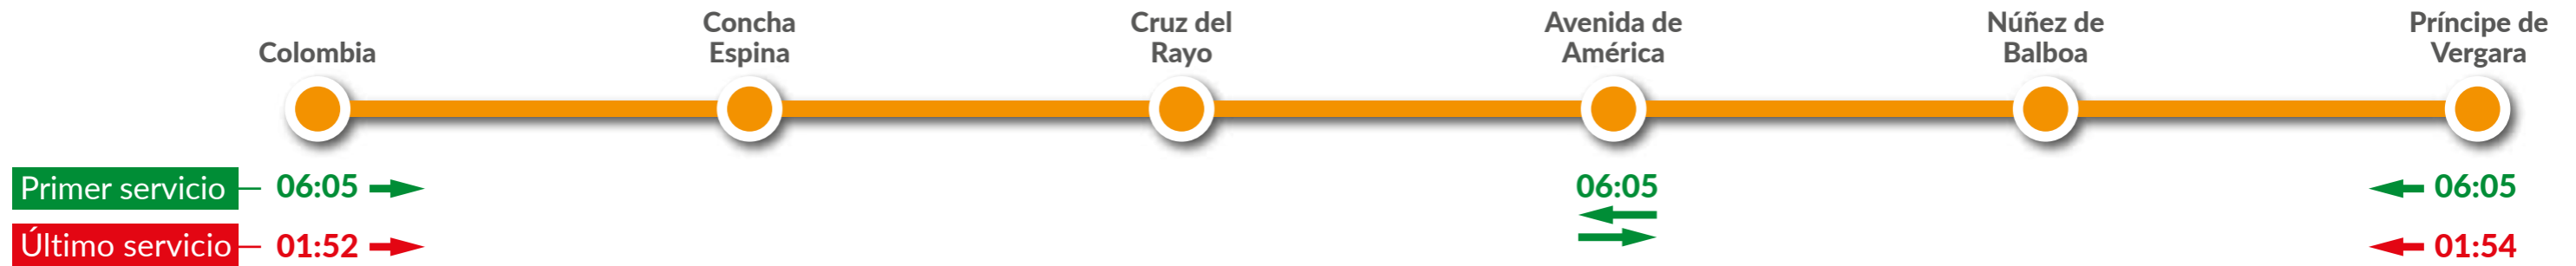 Colombia
Concha
Espina
Cruz del
Rayo
Avenida de
América
Núñez de
Balboa
Príncipe de
Vergara
Primer servicio
06:05
06:05
06:05
Último servicio
01:52
01:54